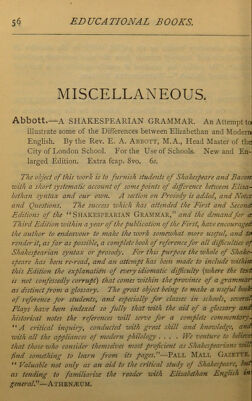 56 EDUCATIONAL BOOKS.
MISCELLANEOUS.
Abbott.—A SHAKESPEARIAN GRAMMAR. An Attempt to
illustrate some of the Differences between Elizabethan and Modern
English. By the Rev. E. A. ABBOTT, M.A., Head Master of the
City of London School. For the Use of Schools. New and En-
larged Edition. Extra fcap. 8vo. 6s.
The object of this work is to furnish students of Shakespeare and Bacon
with a short systematic account of some points of difference between Eliza-
bethan syntax and our own. A section on Prosody is added, and Notes
and Questions. The success which has attended the First and Second
Editions of the "SHAKESPEARIAN GRAMMAR," and the demand for a
Third Edition within a year of the publication of the First, have encouraged
the author to endeavour to make the work somewhat more useful, and to
render it, as far as possible, a complete book of reference for all difficulties of
Shakespearian syntax or prosody. For this purpose the whole of Shake-
speare has been re-read, and an attempt has been made to include within
this Edition the explanation of every idiomatic difficulty (where the text
is not confessedly corrupt) that comes within the province of a grammar
as distinct from a glossary. The great object being to make a useful book
of reference for students, and especially for classes in schools, several
Plays have been indexed so fully that with the aid of a glossary and
historical notes the references will serve for a complete commentary.
"A critical inquiry, conducted with great skill and knowledge, and
with all the appliances of modern philology . . . . We venture to believe
that those who consider themselves most proficient as Shakespearians will
find something to learn from its pages."—PALL MALL GAZETTE.
"Valuable not only as an aid to the critical study of Shakespeare, but
as tending to familiarize the reader with Elizabethan English in
general."—ATHENÆUM.